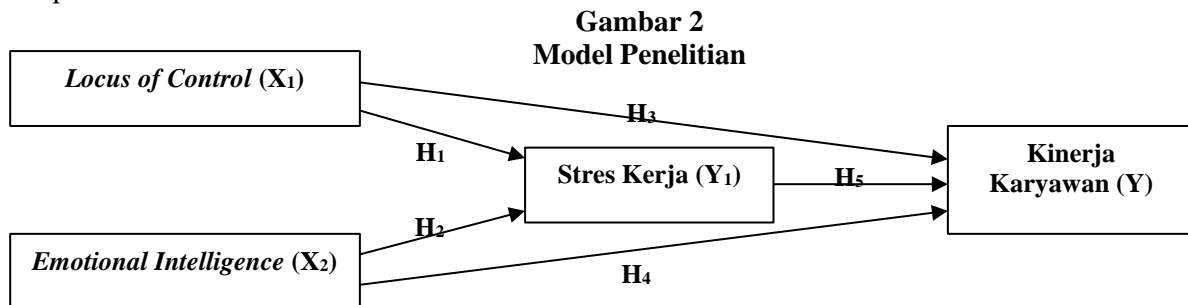 Gambar 2
Model Penelitian
Locus of Control (X₁)
H₃
H₁
Stres Kerja (Y₁)
H₅
Kinerja
Karyawan (Y)
H₂
Emotional Intelligence (X₂)
H₄